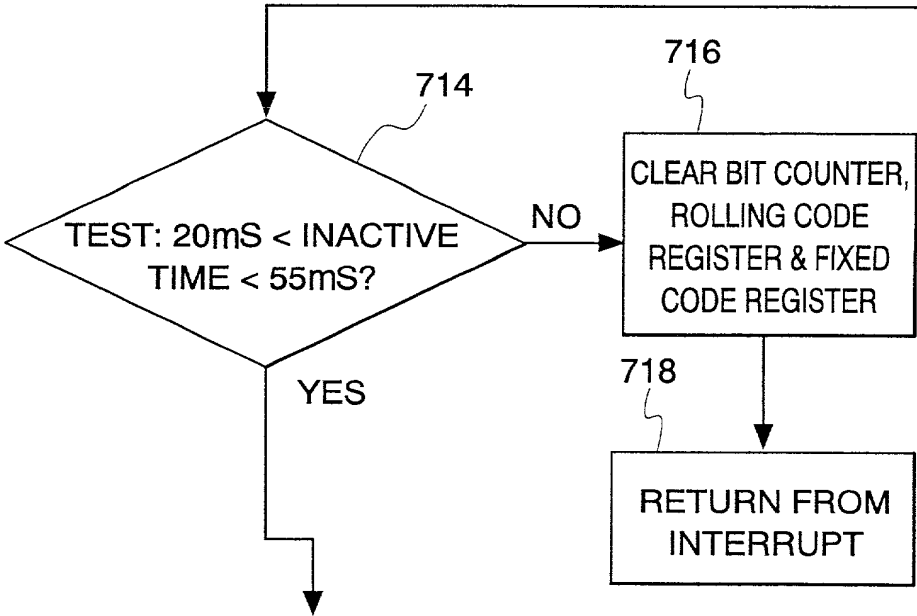 714
716
TEST: 20mS < INACTIVE
TIME < 55mS?
NO
CLEAR BIT COUNTER,
ROLLING CODE
REGISTER & FIXED
CODE REGISTER
YES
718
RETURN FROM
INTERRUPT